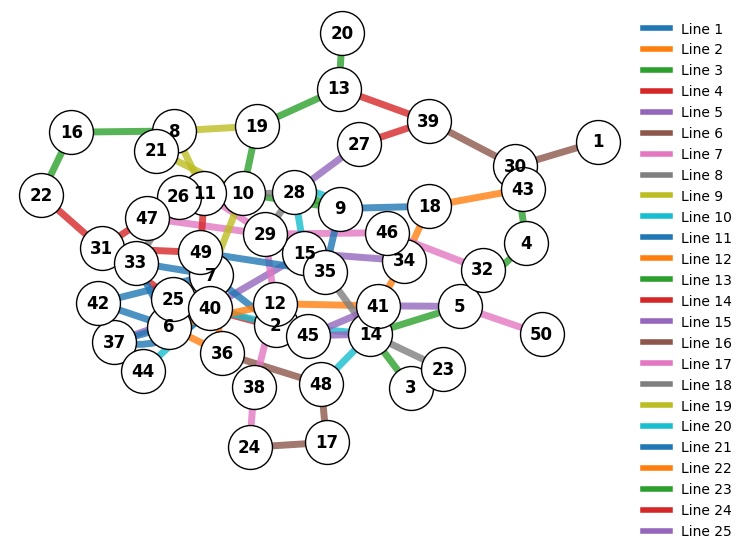 20
13
39
1
16
8
19
27
21
30
43
22
26
11
10
28
9
18
47
29
46
4
31
33
49
15
34
32
7
35
42
25
40
12
41
5
37
6
2
45
14
50
44
36
38
48
3
23
24
17
Line 1
Line 2
Line 3
Line 4
Line 5
Line 6
Line 7
Line 8
Line 9
Line 10
Line 11
Line 12
Line 13
Line 14
Line 15
Line 16
Line 17
Line 18
Line 19
Line 20
Line 21
Line 22
Line 23
Line 24
Line 25